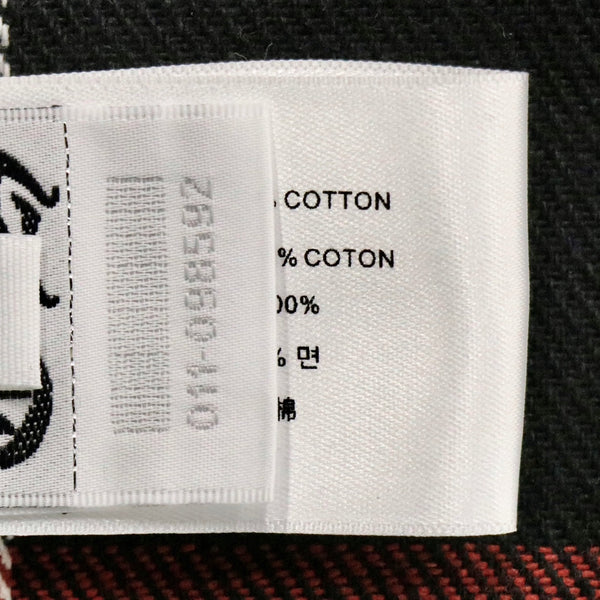 % COTTON
% COTON
00%
% 면
棉
011-098592